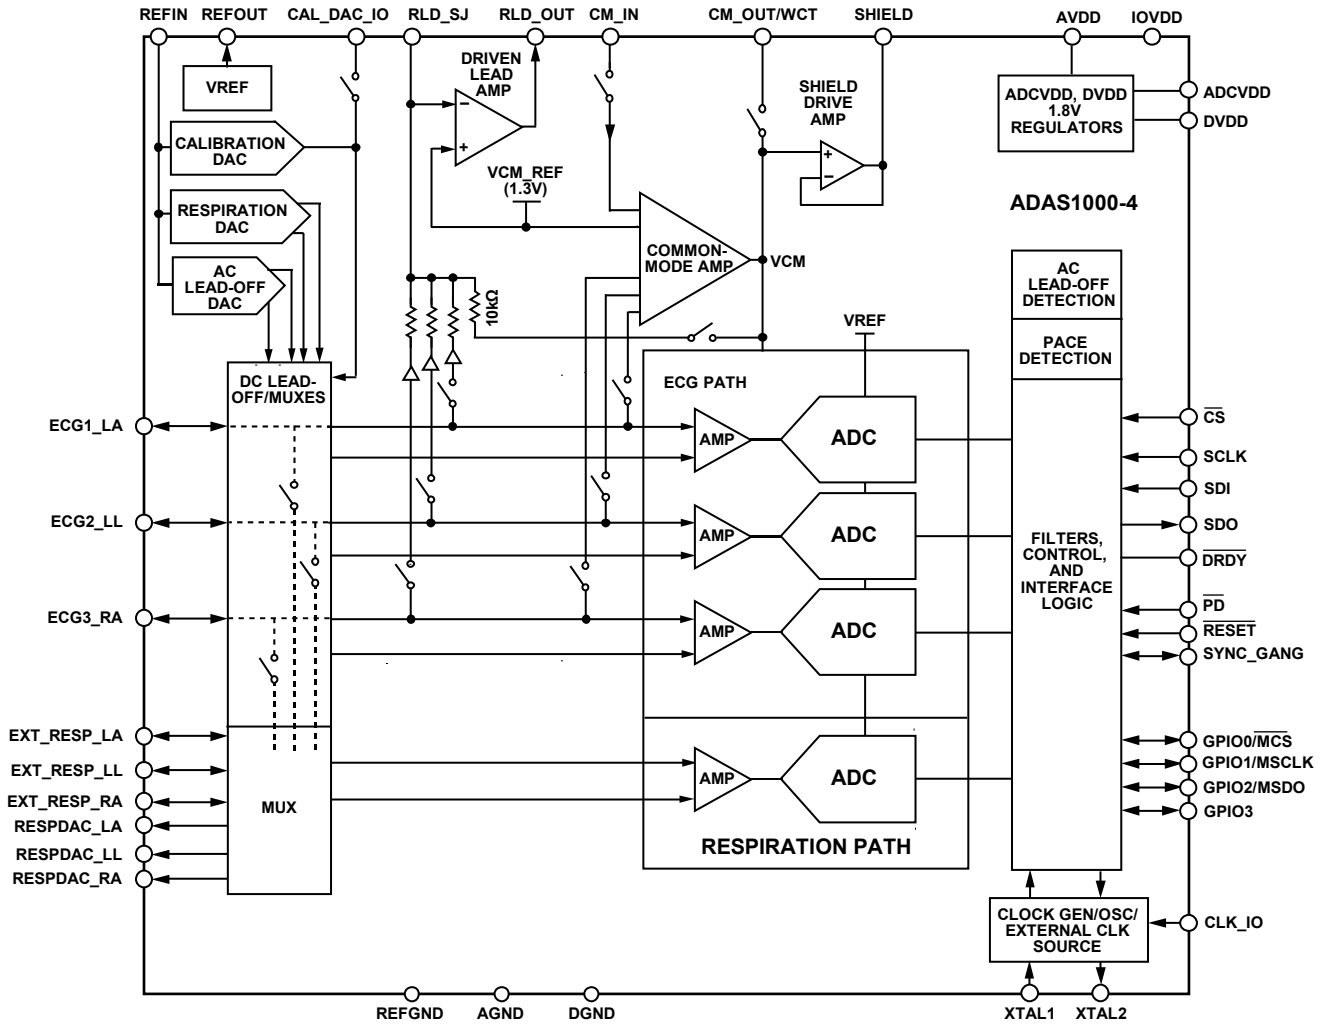 REFIN REFOUT CAL_DAC_IO RLD_SJ RLD_OUT CM_IN CM_OUT/WCT SHIELD AVDD IOVDD
VREF
DRIVEN
LEAD
AMP
SHIELD
DRIVE
AMP
ADCVDD, DVDD
1.8V
REGULATORS
ADCVDD
DVDD
CALIBRATION
DAC
VCM_REF
(1.3V)
ADAS1000-4
RESPIRATION
DAC
COMMON-
MODE AMP
VCM
AC
LEAD-OFF
DAC
10kΩ
AC
LEAD-OFF
DETECTION
VREF
PACE
DETECTION
DC LEAD-
OFF/MUXES
ECG PATH
ECG1_LA
AMP
ADC
CS
SCLK
SDI
ECG2_LL
AMP
ADC
FILTERS,
CONTROL,
AND
INTERFACE
LOGIC
SDO
DRDY
ECG3_RA
AMP
ADC
PD
RESET
SYNC_GANG
EXT_RESP_LA
EXT_RESP_LL
EXT_RESP_RA
RESPDAC_LA
RESPDAC_LL
RESPDAC_RA
MUX
AMP
ADC
RESPIRATION PATH
GPIO0/MCS
GPIO1/MSCLK
GPIO2/MSDO
GPIO3
CLOCK GEN/OSC/
EXTERNAL CLK
SOURCE
CLK_IO
REFGND AGND DGND XTAL1 XTAL2